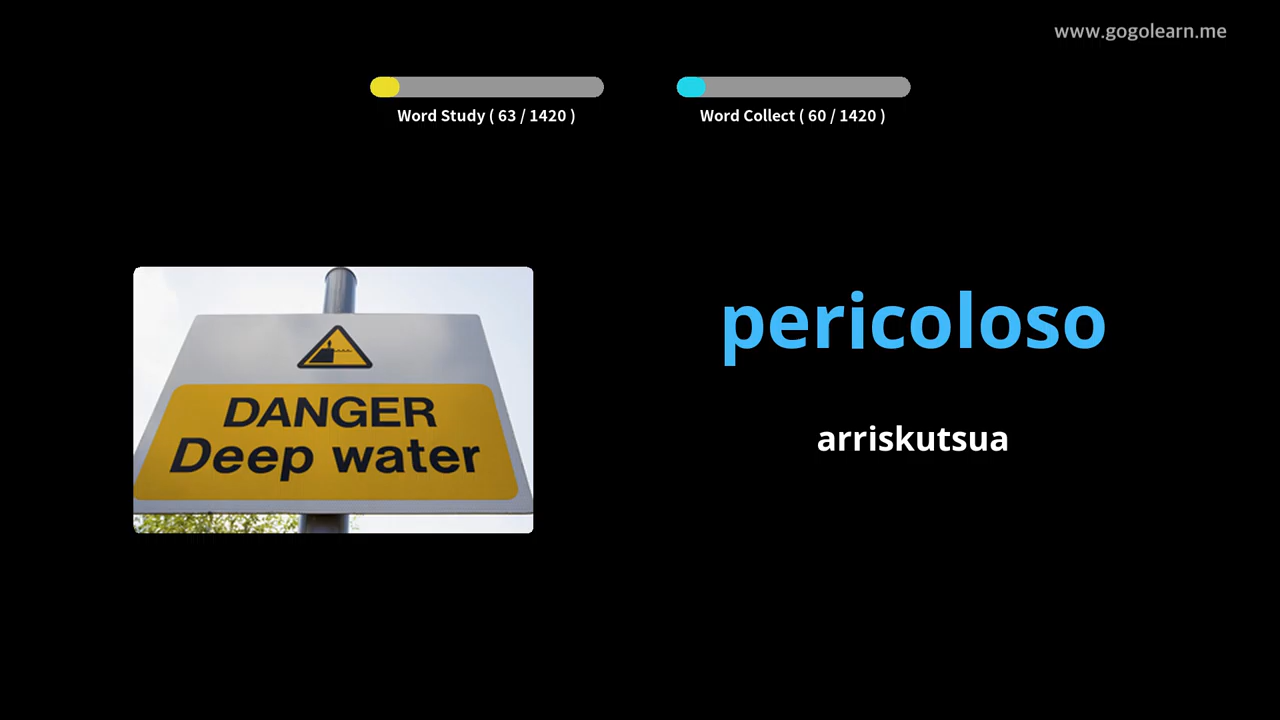 www.gogolearn.me
Word Study ( 63 / 1420 )
Word Collect ( 60 / 1420 )
DANGER
Deep water
pericoloso
arriskutsua